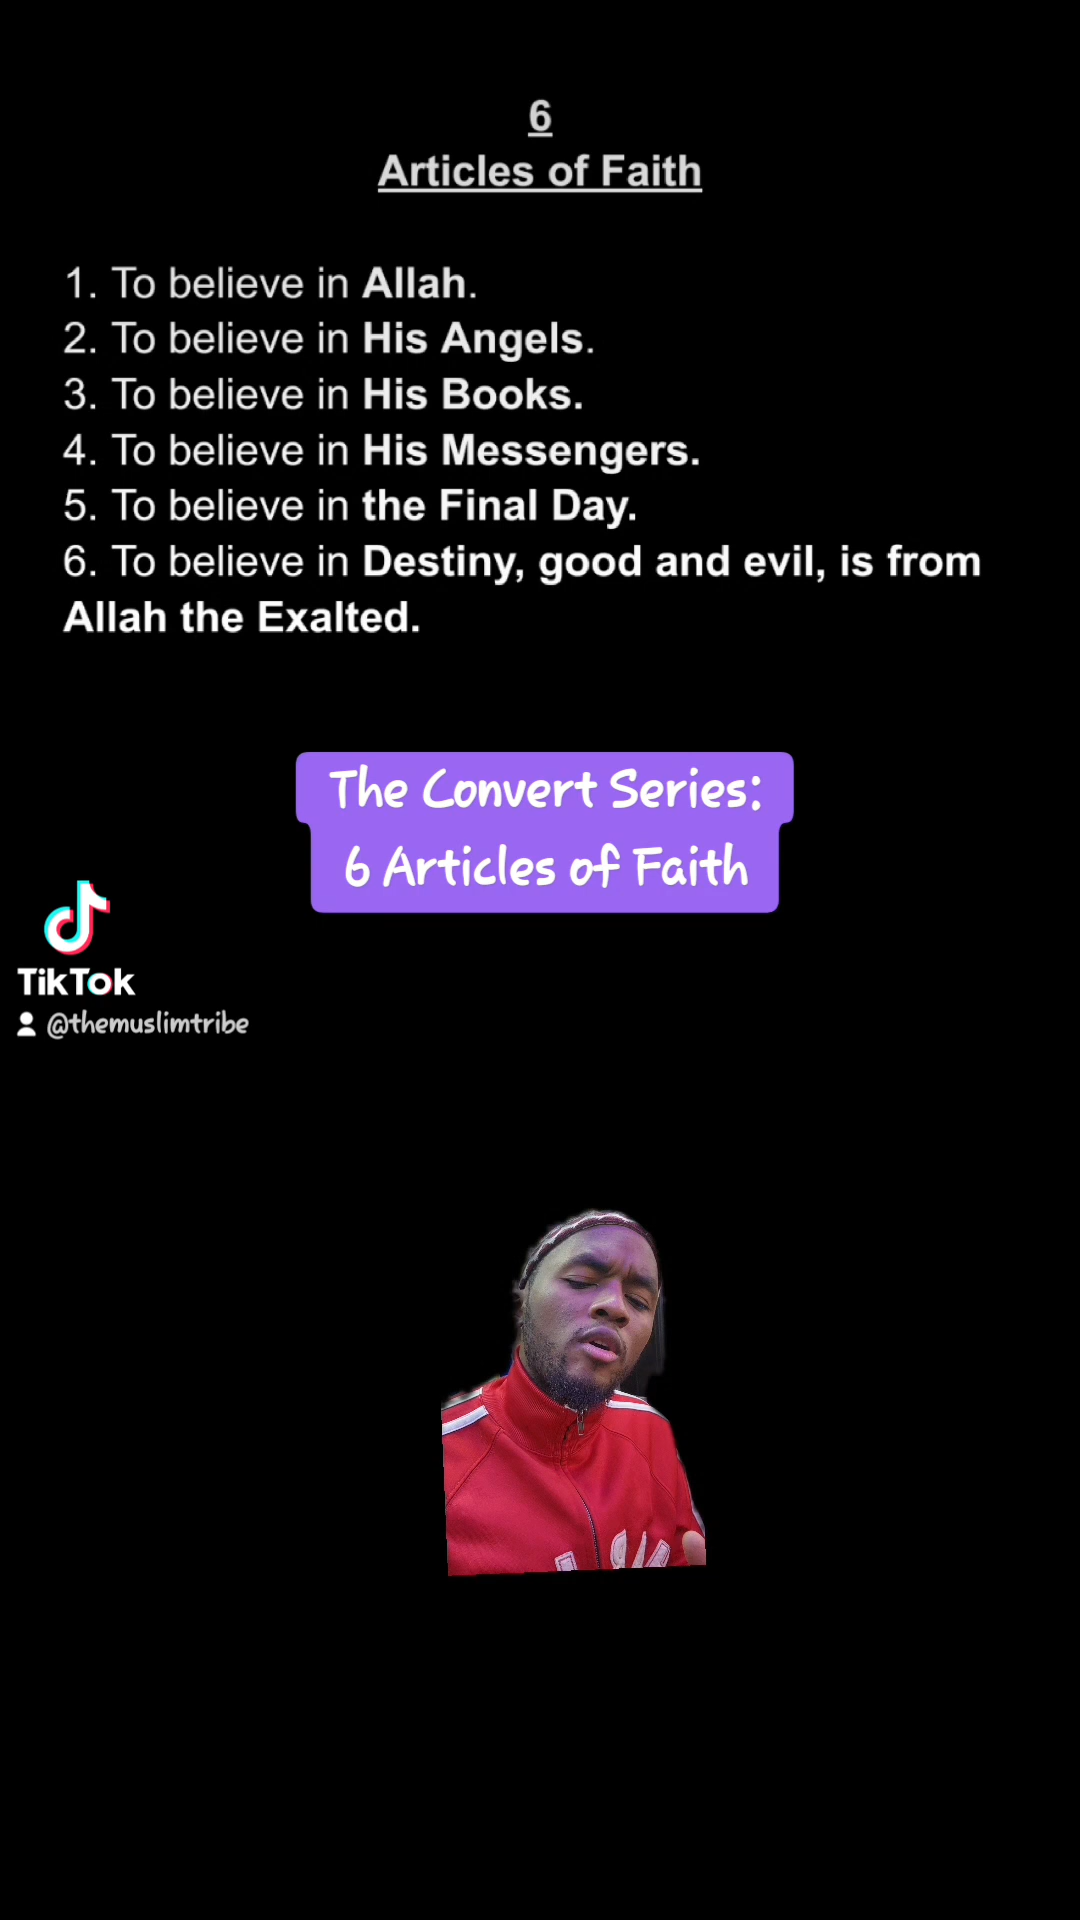 6
Articles of Faith
1. To believe in Allah.
2. To believe in His Angels.
3. To believe in His Books.
4. To believe in His Messengers.
5. To believe in the Final Day.
6. To believe in Destiny, good and evil, is from
Allah the Exalted.
The Convert Series:
6 Articles of Faith
TikTok
@themuslimtribe